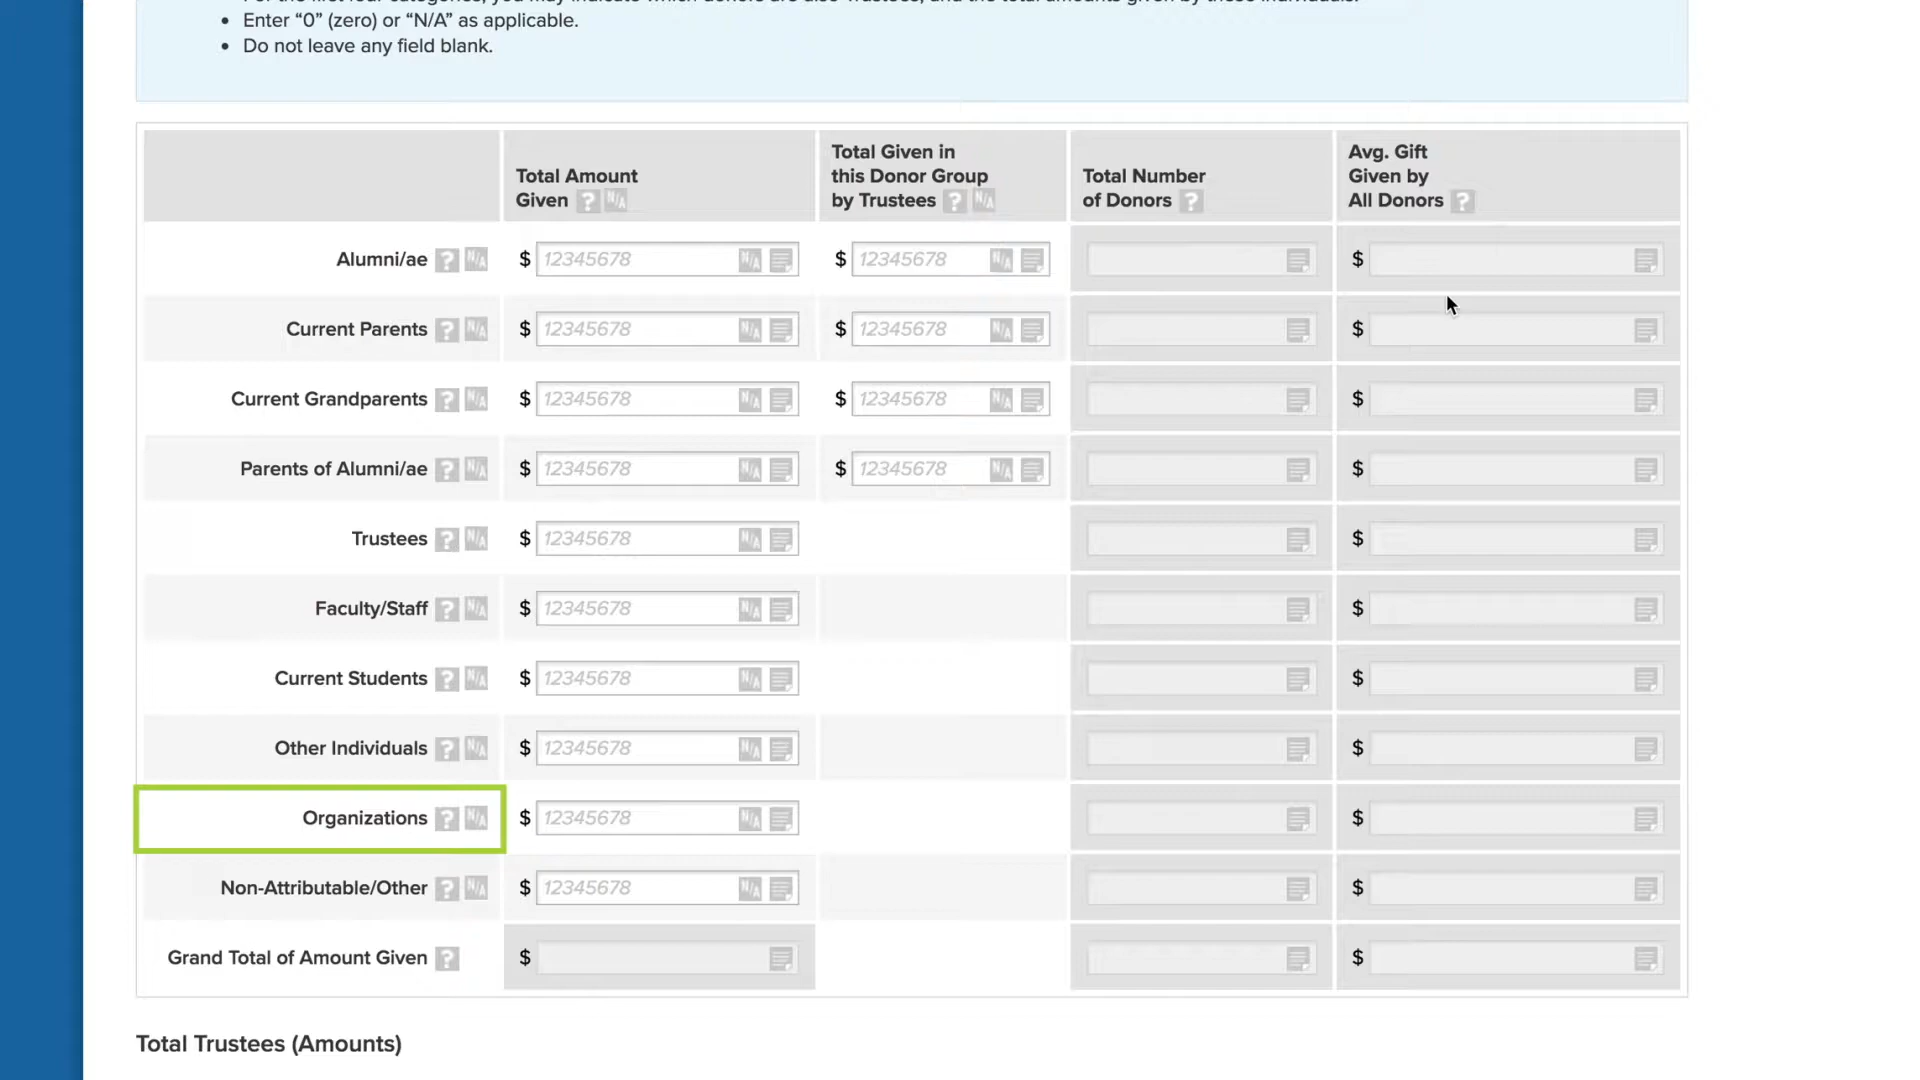 • Enter “0” (zero) or “N/A” as applicable.
• Do not leave any field blank.
Total Amount
Given ? N/A
Total Given in
this Donor Group
by Trustees ? N/A
Total Number
of Donors ?
Avg. Gift
Given by
All Donors ?
Alumni/ae ? N/A $ 12345678 N/A $ 12345678 N/A $
Current Parents ? N/A $ 12345678 N/A $ 12345678 N/A $
Current Grandparents ? N/A $ 12345678 N/A $ 12345678 N/A $
Parents of Alumni/ae ? N/A $ 12345678 N/A $ 12345678 N/A $
Trustees ? N/A $ 12345678 N/A $
Faculty/Staff ? N/A $ 12345678 N/A $
Current Students ? N/A $ 12345678 N/A $
Other Individuals ? N/A $ 12345678 N/A $
Organizations ? N/A $ 12345678 N/A $
Non-Attributable/Other ? N/A $ 12345678 N/A $
Grand Total of Amount Given ? $ $
Total Trustees (Amounts)